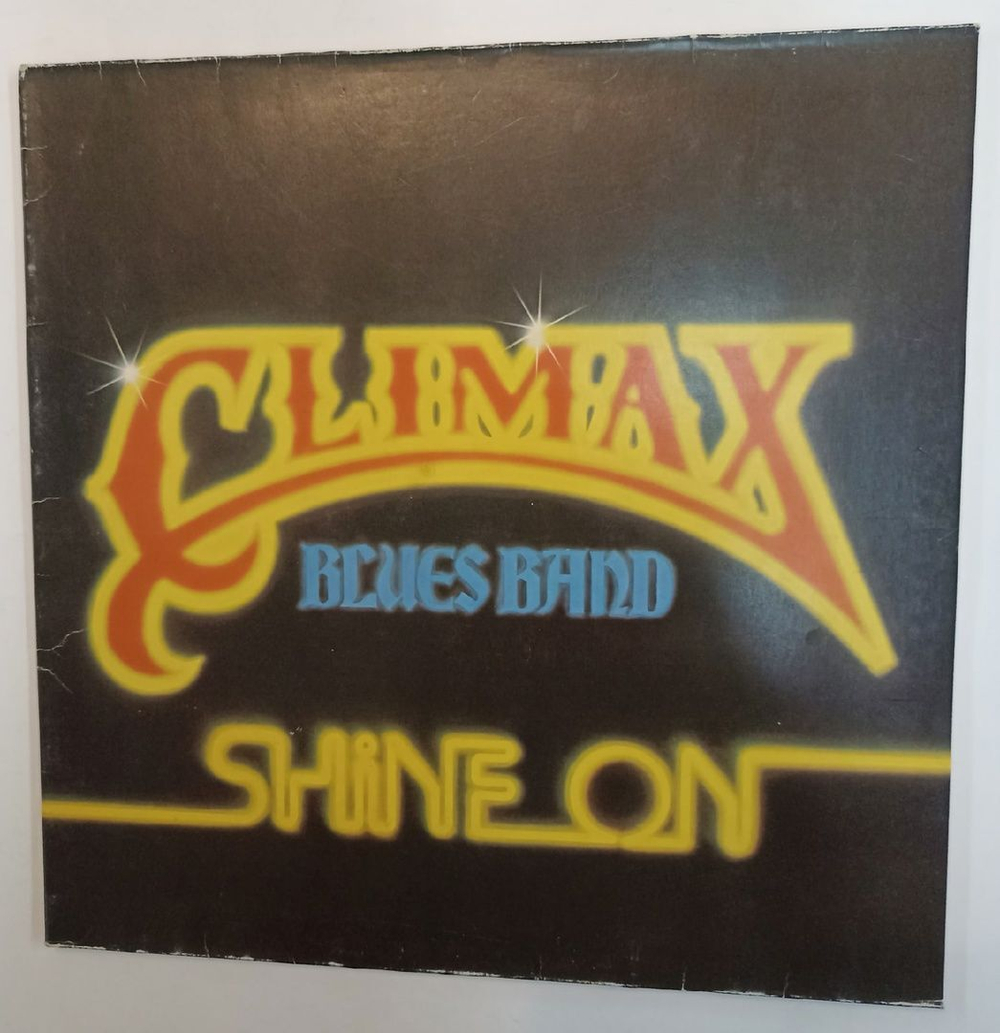 CLIMAX
BLUES BAND
SHiNE ON